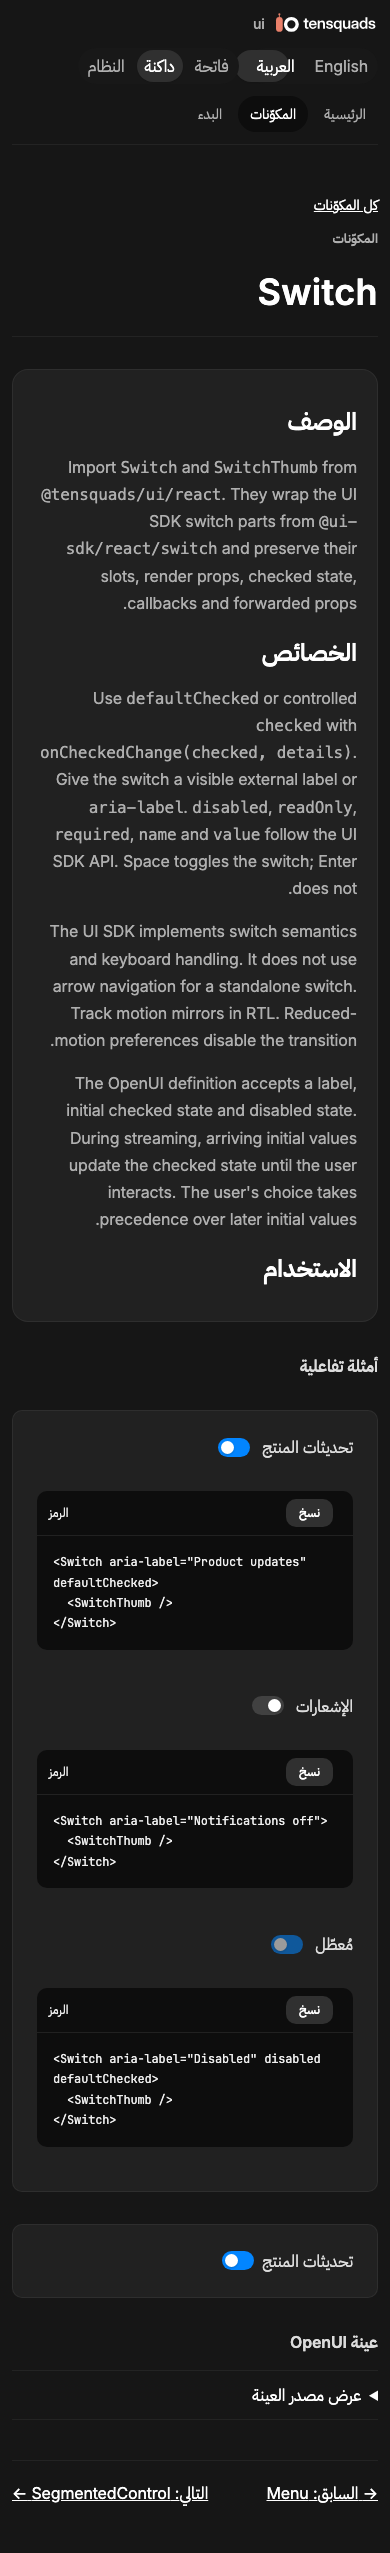 tensquads ui
English العربية فاتحة داكنة النظام
الرئيسية المكوّنات البدء
كل المكوّنات
المكوّنات
Switch
الوصف
Import Switch and SwitchThumb from
@tensquads/ui/react. They wrap the UI
SDK switch parts from @ui-
sdk/react/switch and preserve their
slots, render props, checked state,
callbacks and forwarded props.
الخصائص
Use defaultChecked or controlled
checked with
onCheckedChange(checked, details).
Give the switch a visible external label or
aria-label. disabled, readOnly,
required, name and value follow the UI
SDK API. Space toggles the switch; Enter
does not.
The UI SDK implements switch semantics
and keyboard handling. It does not use
arrow navigation for a standalone switch.
Track motion mirrors in RTL. Reduced-
motion preferences disable the transition.
The OpenUI definition accepts a label,
initial checked state and disabled state.
During streaming, arriving initial values
update the checked state until the user
interacts. The user's choice takes
precedence over later initial values.
الاستخدام
أمثلة تفاعلية
تحديثات المنتج
نسخ الرمز
<Switch aria-label="Product updates"
defaultChecked>
  <SwitchThumb />
</Switch>
الإشعارات
نسخ الرمز
<Switch aria-label="Notifications off">
  <SwitchThumb />
</Switch>
مُعطّل
نسخ الرمز
<Switch aria-label="Disabled" disabled
defaultChecked>
  <SwitchThumb />
</Switch>
تحديثات المنتج
عينة OpenUI
عرض مصدر العينة
→ السابق: Menu التالي: SegmentedControl ←